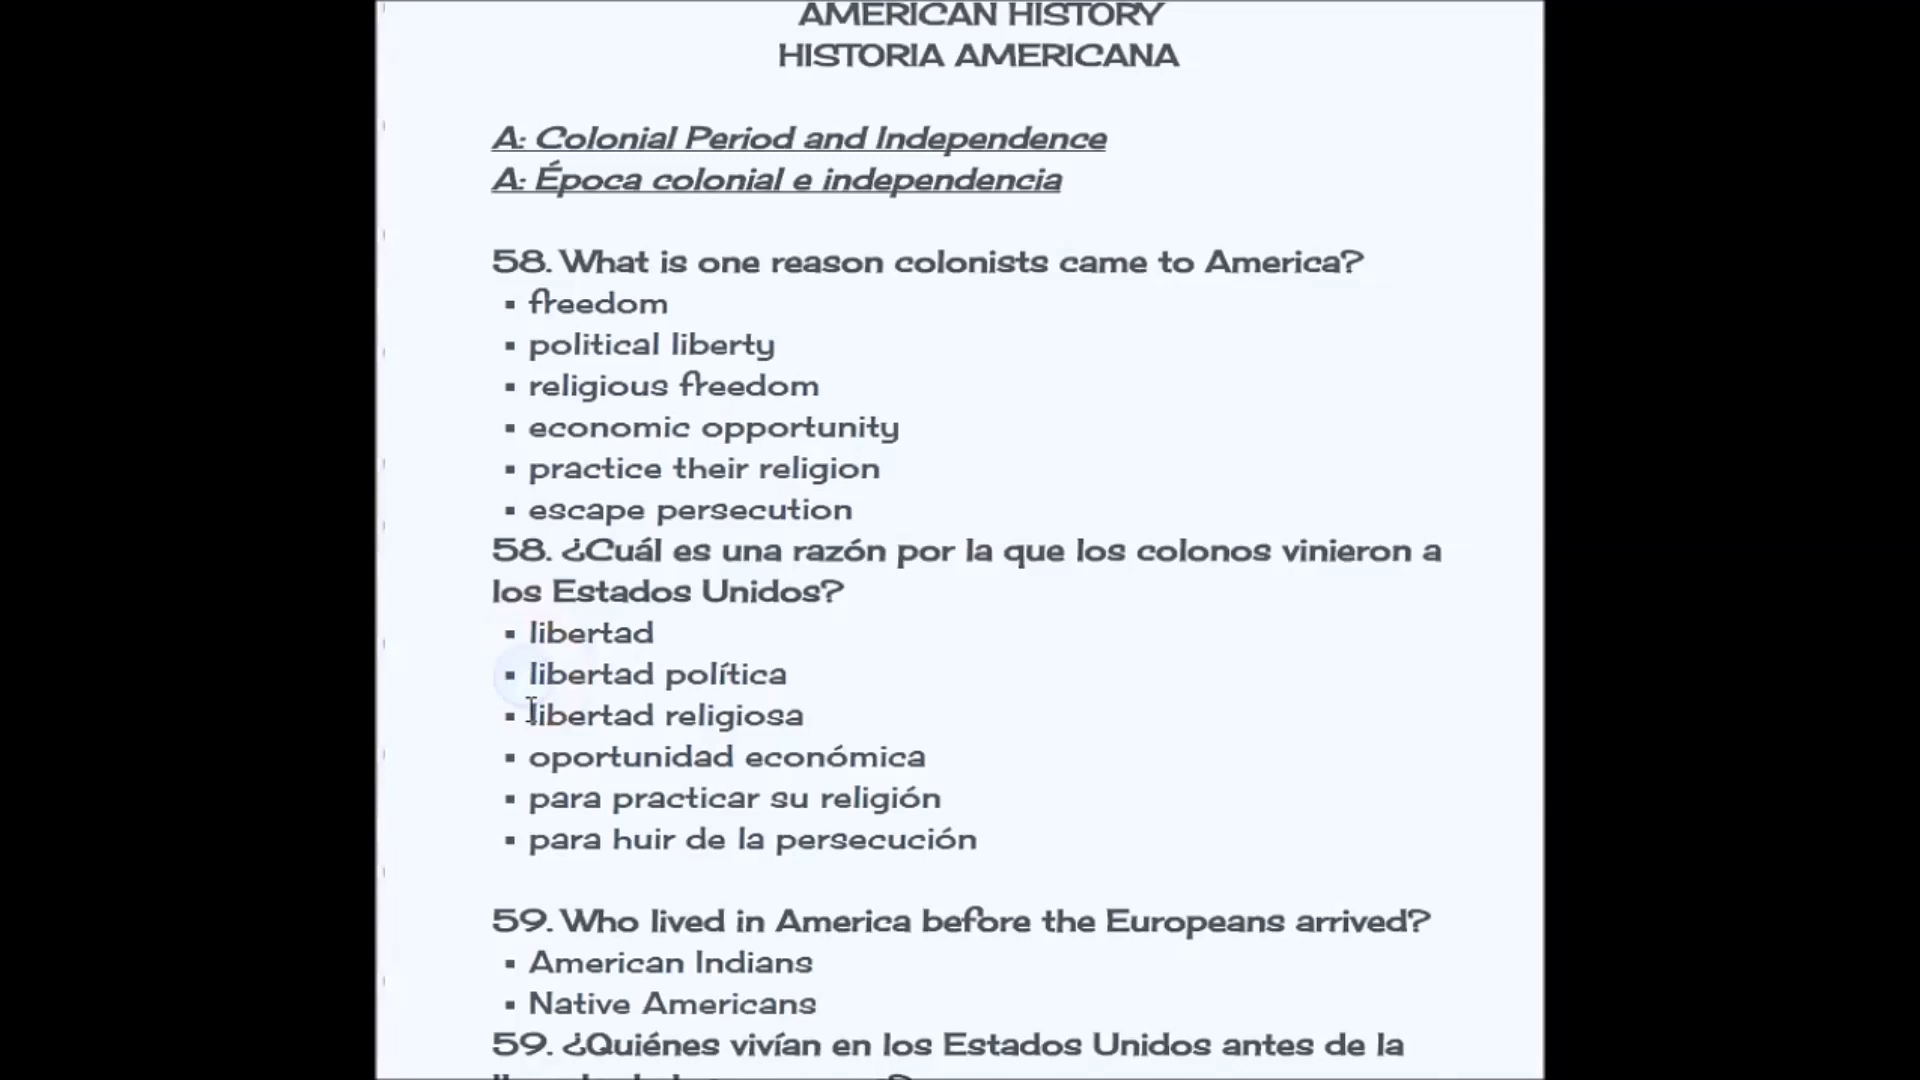 AMERICAN HISTORY
HISTORIA AMERICANA
A: Colonial Period and Independence
A: Época colonial e independencia
58. What is one reason colonists came to America?
▪ freedom
▪ political liberty
▪ religious freedom
▪ economic opportunity
▪ practice their religion
▪ escape persecution
58. ¿Cuál es una razón por la que los colonos vinieron a
los Estados Unidos?
▪ libertad
▪ libertad política
▪ libertad religiosa
▪ oportunidad económica
▪ para practicar su religión
▪ para huir de la persecución
59. Who lived in America before the Europeans arrived?
▪ American Indians
▪ Native Americans
59. ¿Quiénes vivían en los Estados Unidos antes de la